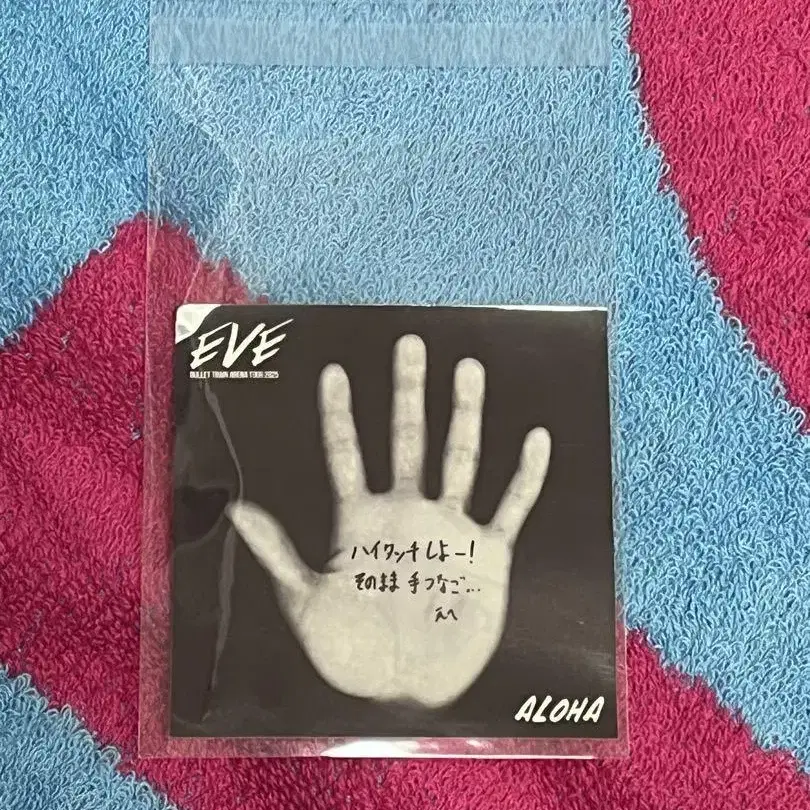 EVE
BULLET TRAIN ARENA TOUR 2025
ハイタッチしよー!
そのまま 手つなご...
えへ
ALOHA